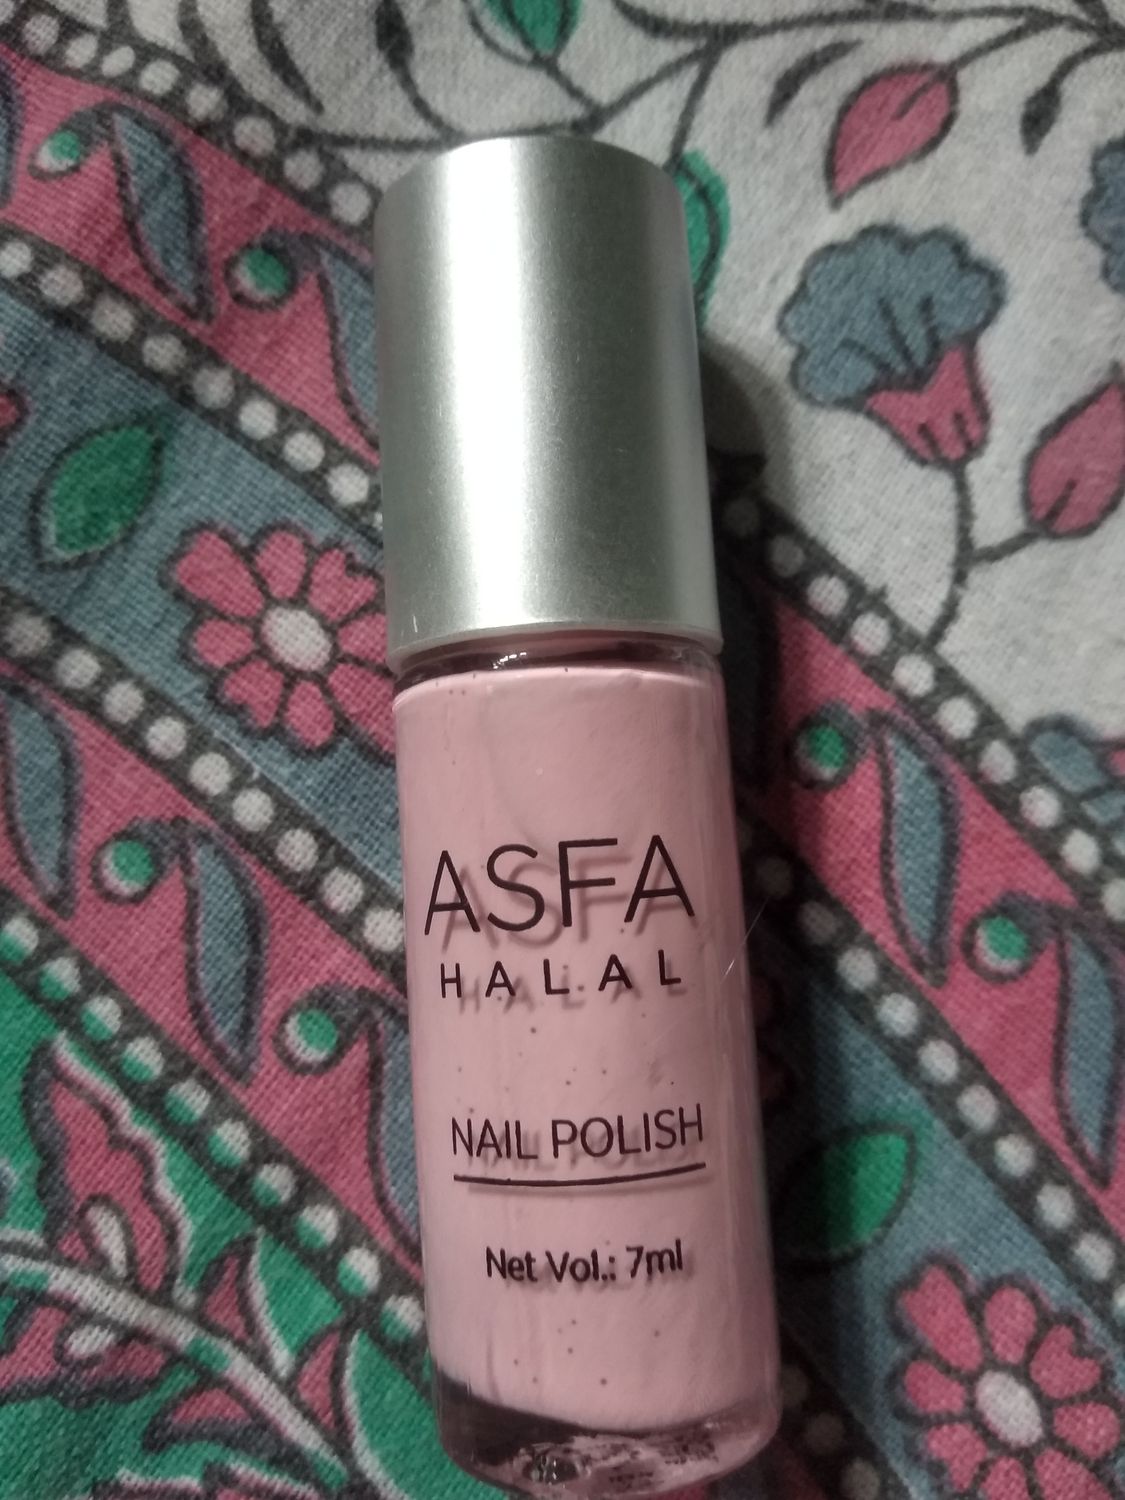 ASFA
HALAL
NAIL POLISH
Net Vol.: 7ml